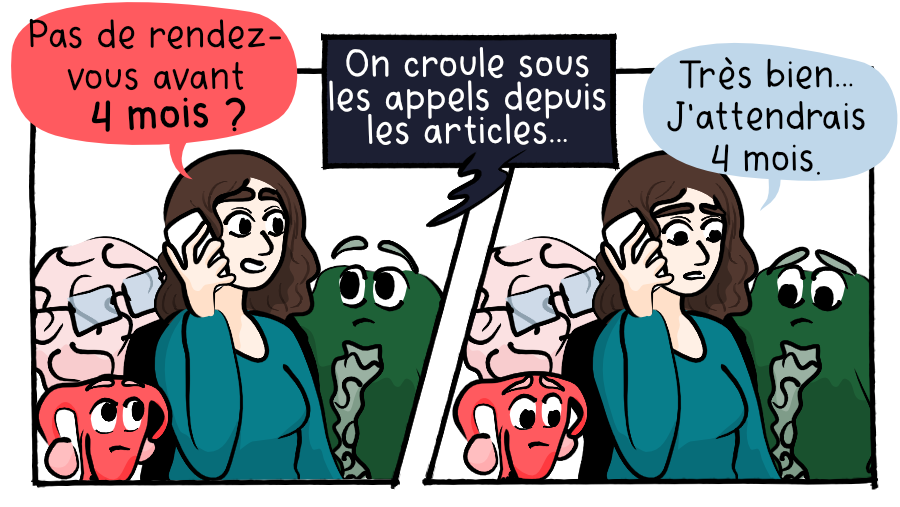 Pas de rendez-
vous avant
4 mois ?
On croule sous
les appels depuis
les articles...
Très bien...
J'attendrais
4 mois.